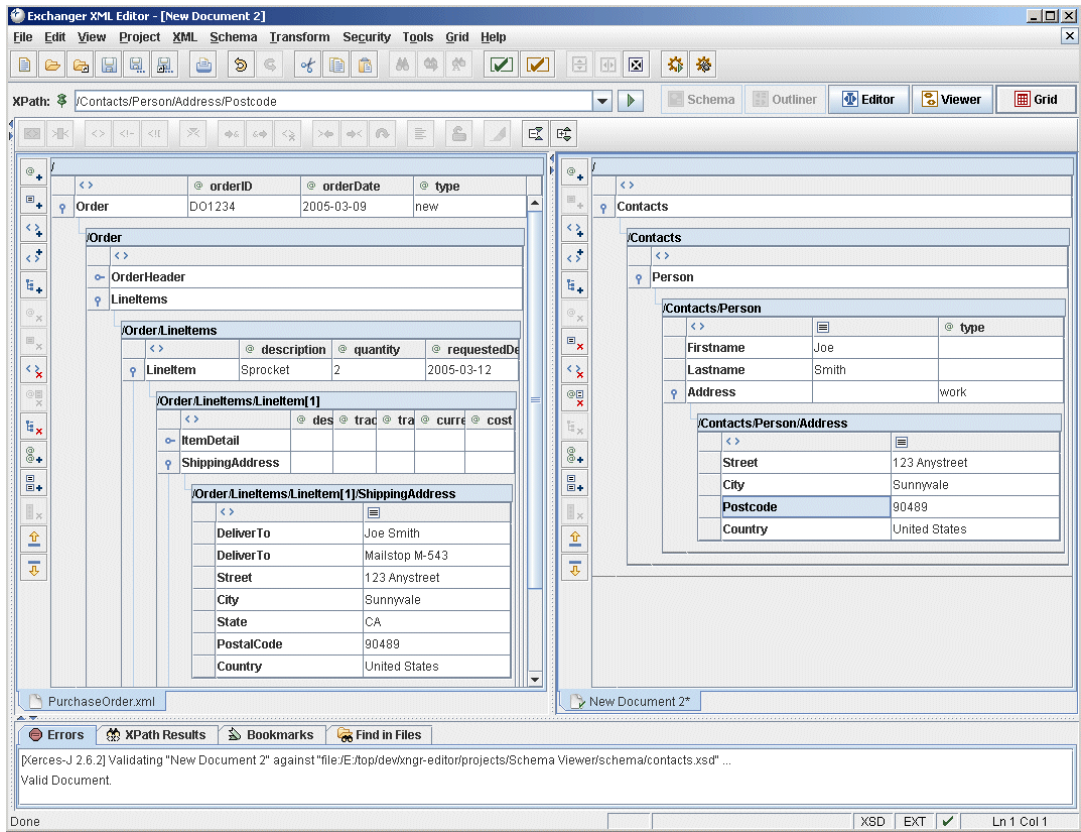 Exchanger XML Editor - [New Document 2]
File Edit View Project XML Schema Transform Security Tools Grid Help
XPath: /Contacts/Person/Address/Postcode Schema Outliner Editor Viewer Grid
/
<> @ orderID @ orderDate @ type
Order DO1234 2005-03-09 new
/Order
<>
OrderHeader
LineItems
/Order/LineItems
<> @ description @ quantity @ requestedDe
LineItem Sprocket 2 2005-03-12
/Order/LineItems/LineItem[1]
<> @ des @ trac @ tra @ curre @ cost
ItemDetail
ShippingAddress
/Order/LineItems/LineItem[1]/ShippingAddress
<>
DeliverTo Joe Smith
DeliverTo Mailstop M-543
Street 123 Anystreet
City Sunnyvale
State CA
PostalCode 90489
Country United States
PurchaseOrder.xml
/
<>
Contacts
/Contacts
<>
Person
/Contacts/Person
<> @ type
Firstname Joe
Lastname Smith
Address work
/Contacts/Person/Address
<>
Street 123 Anystreet
City Sunnyvale
Postcode 90489
Country United States
New Document 2*
Errors XPath Results Bookmarks Find in Files
[Xerces-J 2.6.2] Validating "New Document 2" against "file:/E:/top/dev/xngr-editor/projects/Schema Viewer/schema/contacts.xsd" ...
Valid Document.
Done XSD EXT Ln 1 Col 1